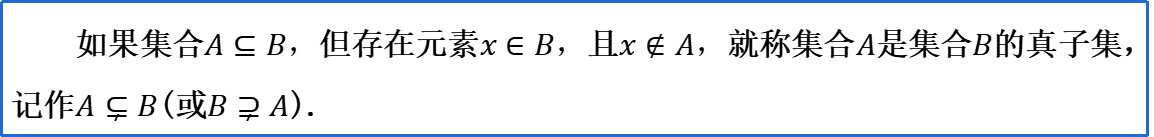 如果集合A ⊆ B，但存在元素x ∈ B，且x ∉ A，就称集合A是集合B的真子集，
记作A ⫋ B(或B ⫌ A).